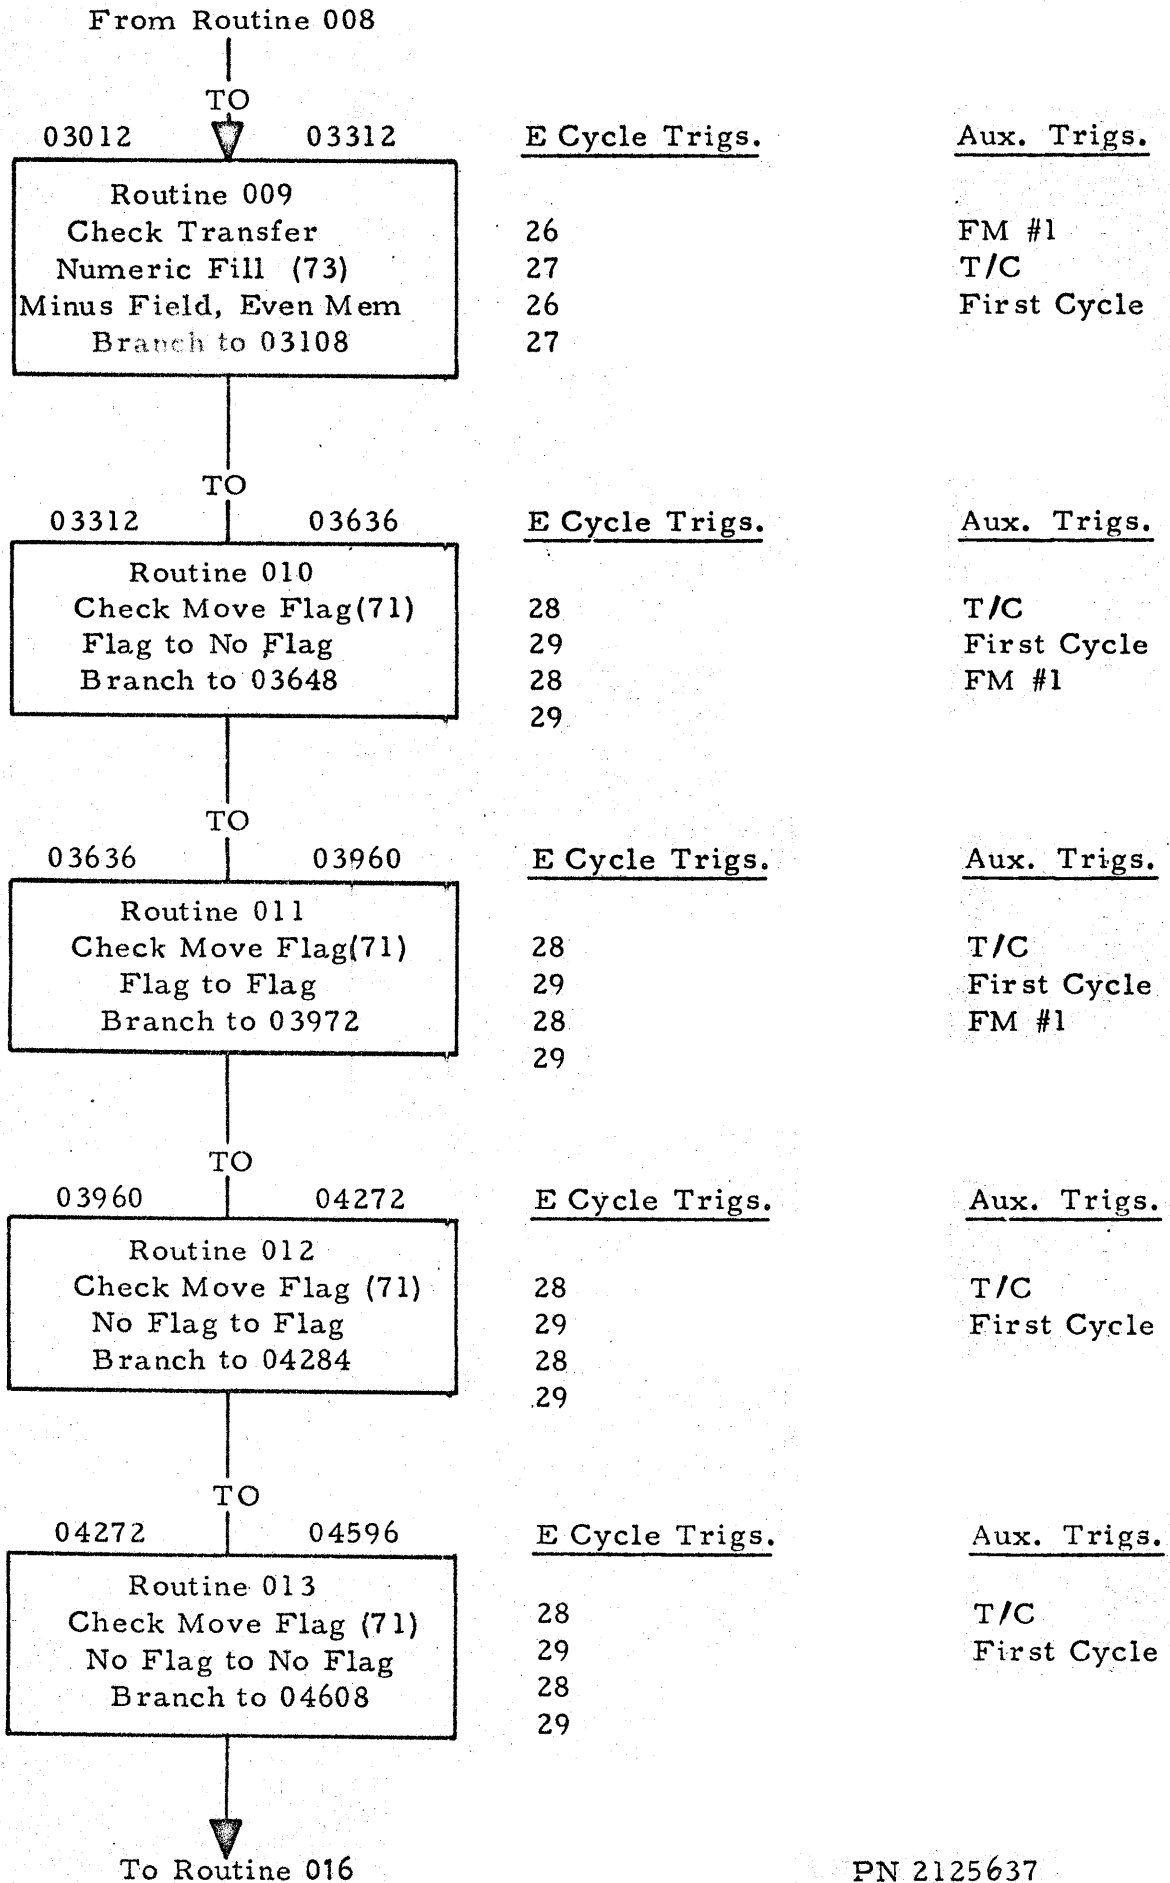 From Routine 008
TO
03012 03312 E Cycle Trigs. Aux. Trigs.
Routine 009
Check Transfer 26 FM #1
Numeric Fill (73) 27 T/C
Minus Field, Even Mem 26 First Cycle
Branch to 03108 27
TO
03312 03636 E Cycle Trigs. Aux. Trigs.
Routine 010
Check Move Flag(71) 28 T/C
Flag to No Flag 29 First Cycle
Branch to 03648 28 FM #1
29
TO
03636 03960 E Cycle Trigs. Aux. Trigs.
Routine 011
Check Move Flag(71) 28 T/C
Flag to Flag 29 First Cycle
Branch to 03972 28 FM #1
29
TO
03960 04272 E Cycle Trigs. Aux. Trigs.
Routine 012
Check Move Flag (71) 28 T/C
No Flag to Flag 29 First Cycle
Branch to 04284 28
29
TO
04272 04596 E Cycle Trigs. Aux. Trigs.
Routine 013
Check Move Flag (71) 28 T/C
No Flag to No Flag 29 First Cycle
Branch to 04608 28
29
To Routine 016
PN 2125637